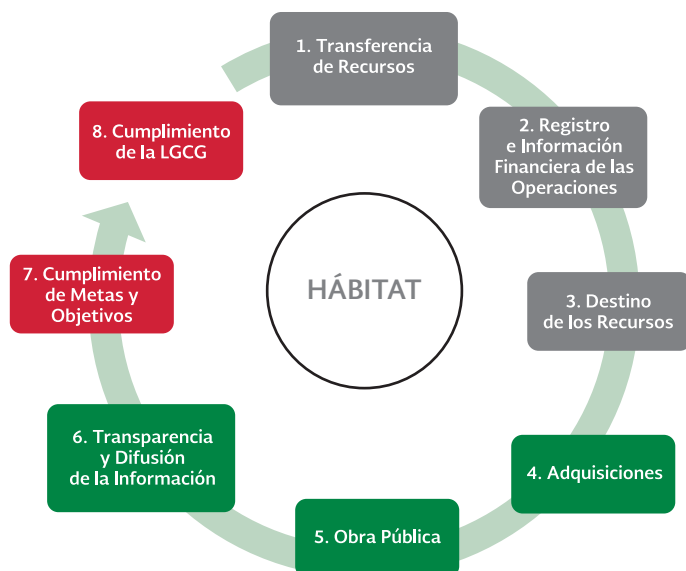 1. Transferencia
de Recursos
2. Registro
e Información
Financiera de las
Operaciones
3. Destino
de los Recursos
4. Adquisiciones
5. Obra Pública
6. Transparencia
y Difusión
de la Información
7. Cumplimiento
de Metas y
Objetivos
8. Cumplimiento
de la LGCG
HÁBITAT